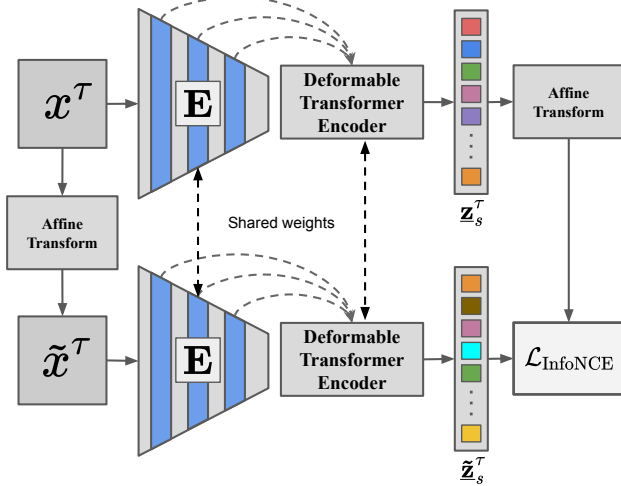 x^τ
E
Deformable
Transformer
Encoder
z_s^τ
Affine
Transform
Affine
Transform
Shared weights
x̃^τ
E
Deformable
Transformer
Encoder
z̃_s^τ
ℒ_InfoNCE